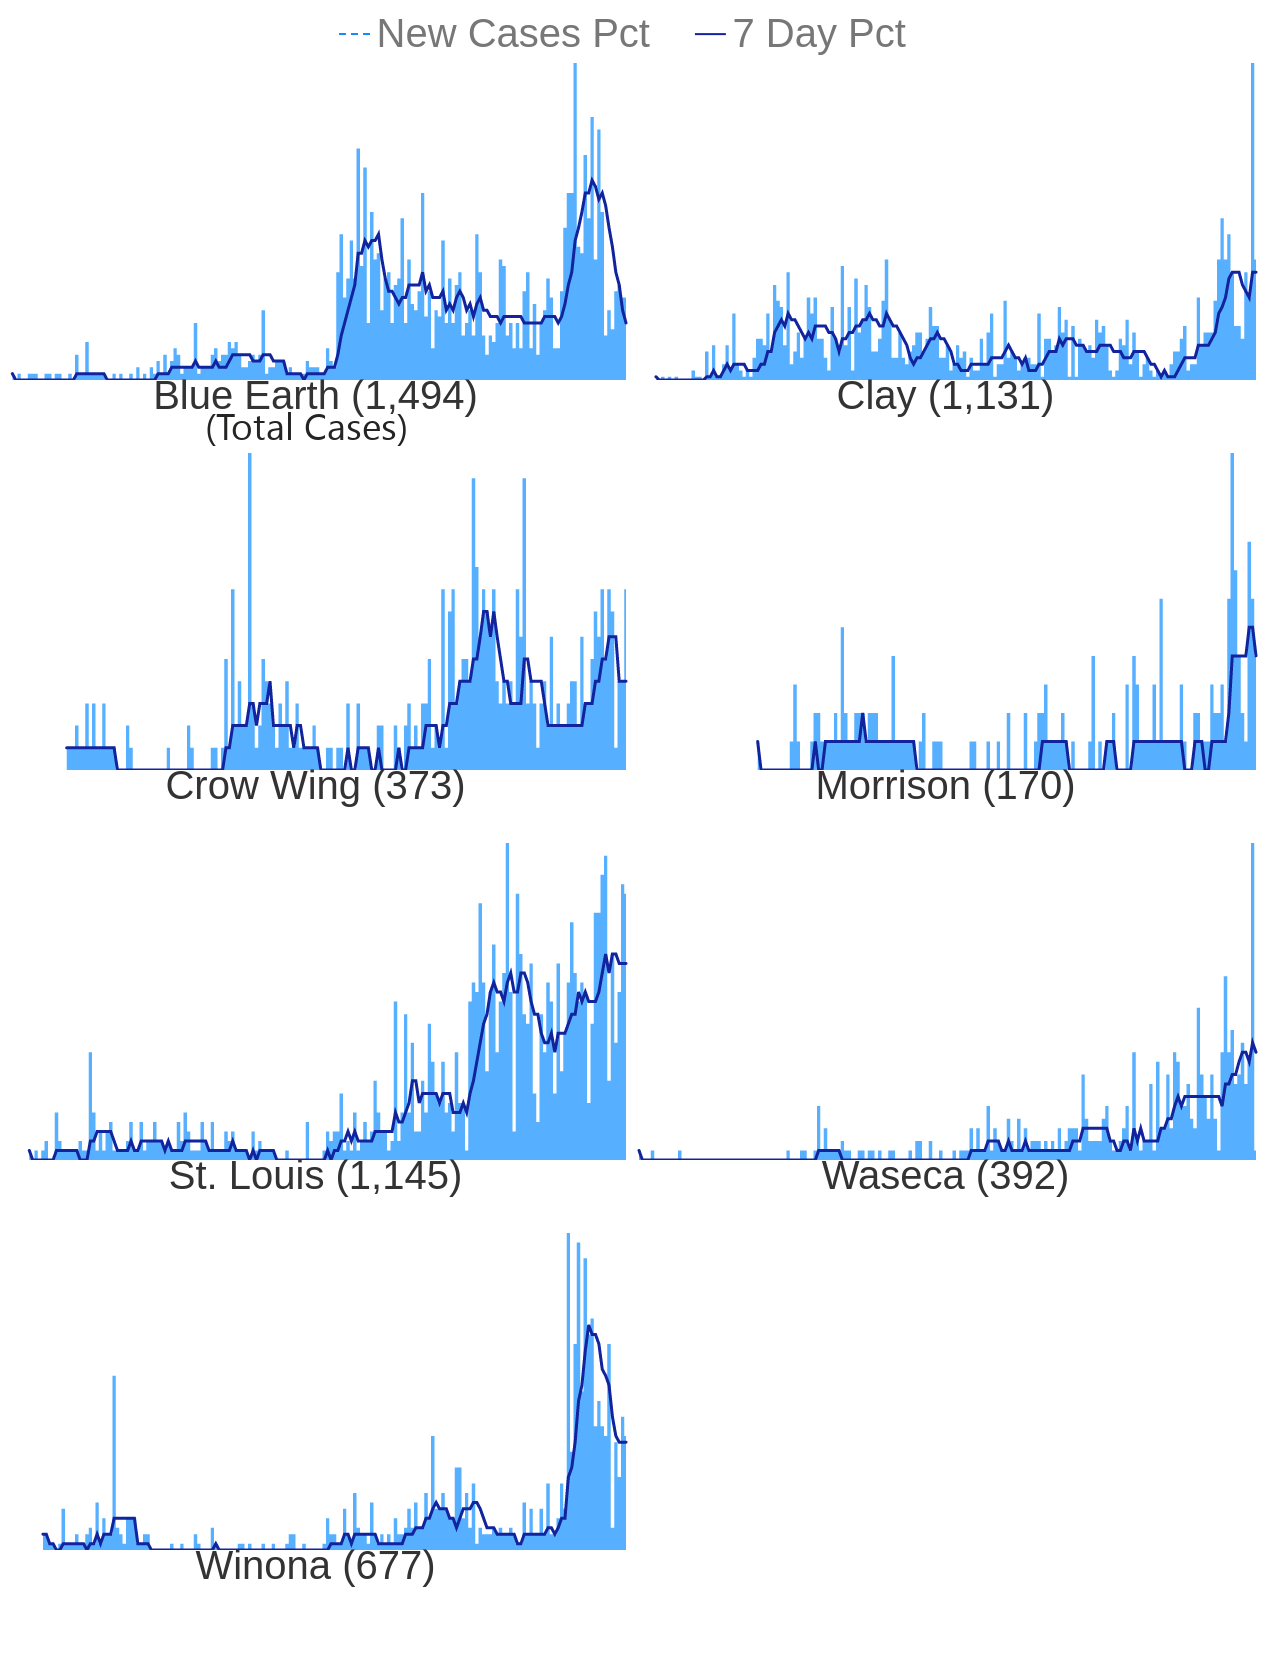 New Cases Pct 7 Day Pct
Blue Earth (1,494)
(Total Cases)
Clay (1,131)
Crow Wing (373)
Morrison (170)
St. Louis (1,145)
Waseca (392)
Winona (677)